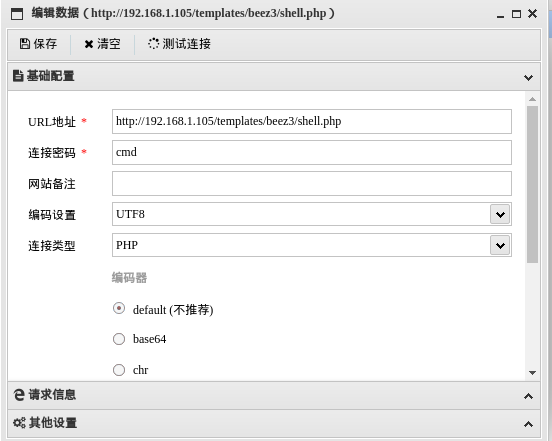 编辑数据 ( http://192.168.1.105/templates/beez3/shell.php )
保存 清空 测试连接
基础配置
URL地址 * http://192.168.1.105/templates/beez3/shell.php
连接密码 * cmd
网站备注
编码设置 UTF8
连接类型 PHP
编码器
default (不推荐)
base64
chr
请求信息
其他设置